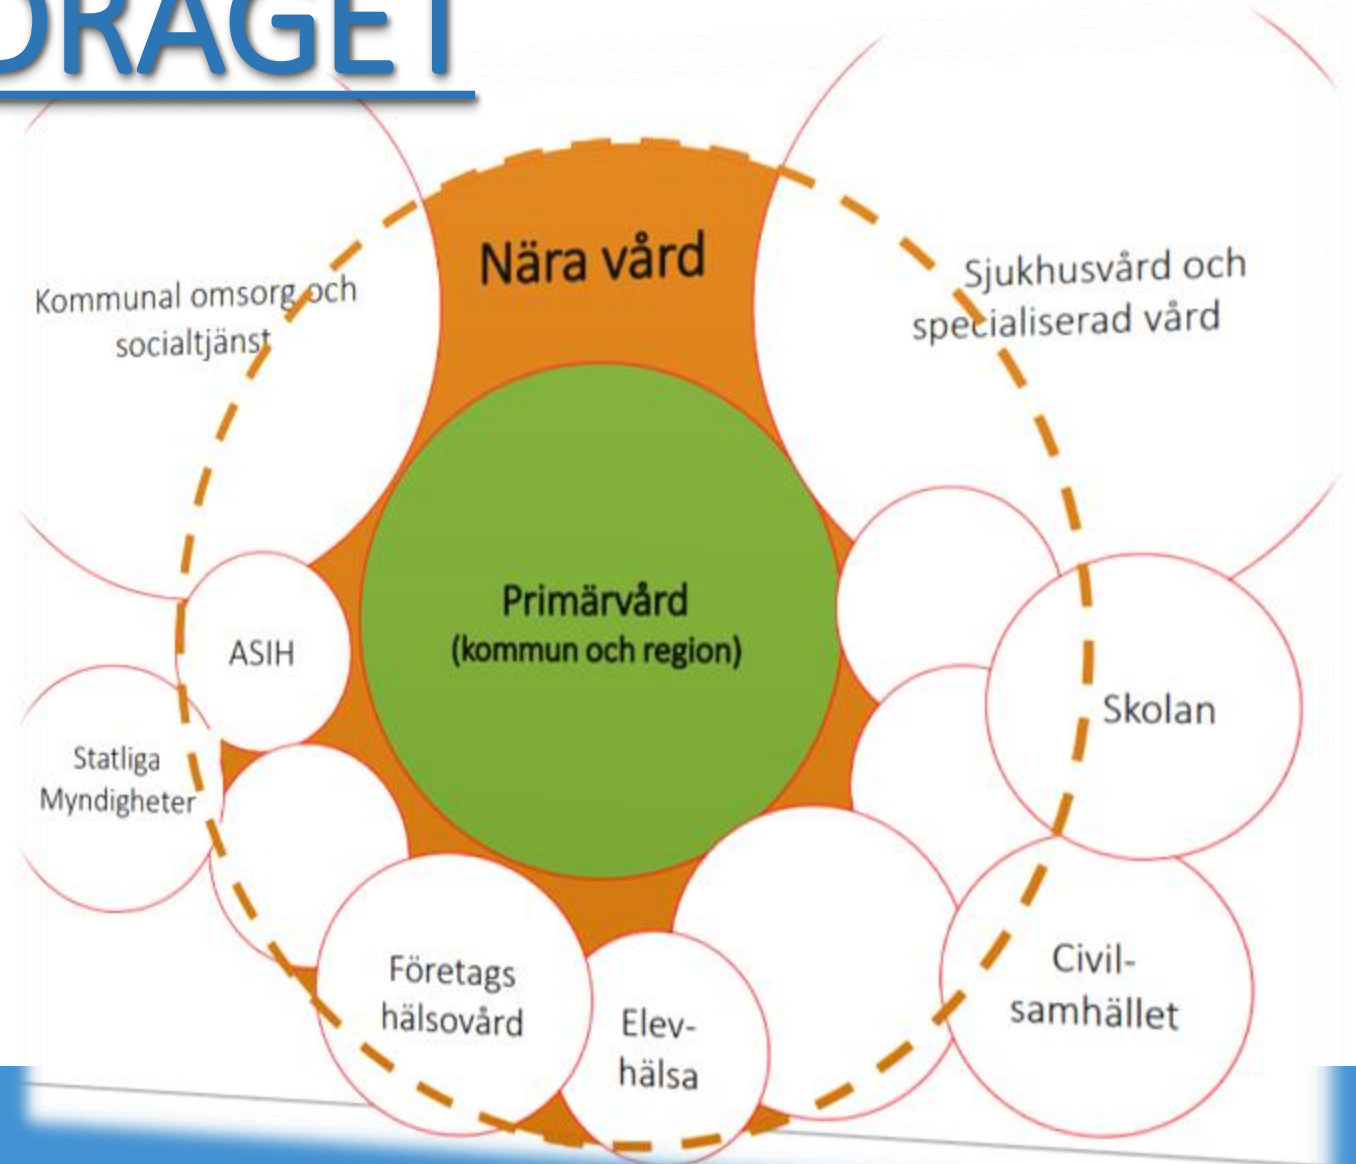 DRAGET
Nära vård
Kommunal omsorg och
socialtjänst
Sjukhusvård och
specialiserad vård
Primärvård
(kommun och region)
ASIH
Statliga
Myndigheter
Skolan
Företags
hälsovård
Elev-
hälsa
Civil-
samhället